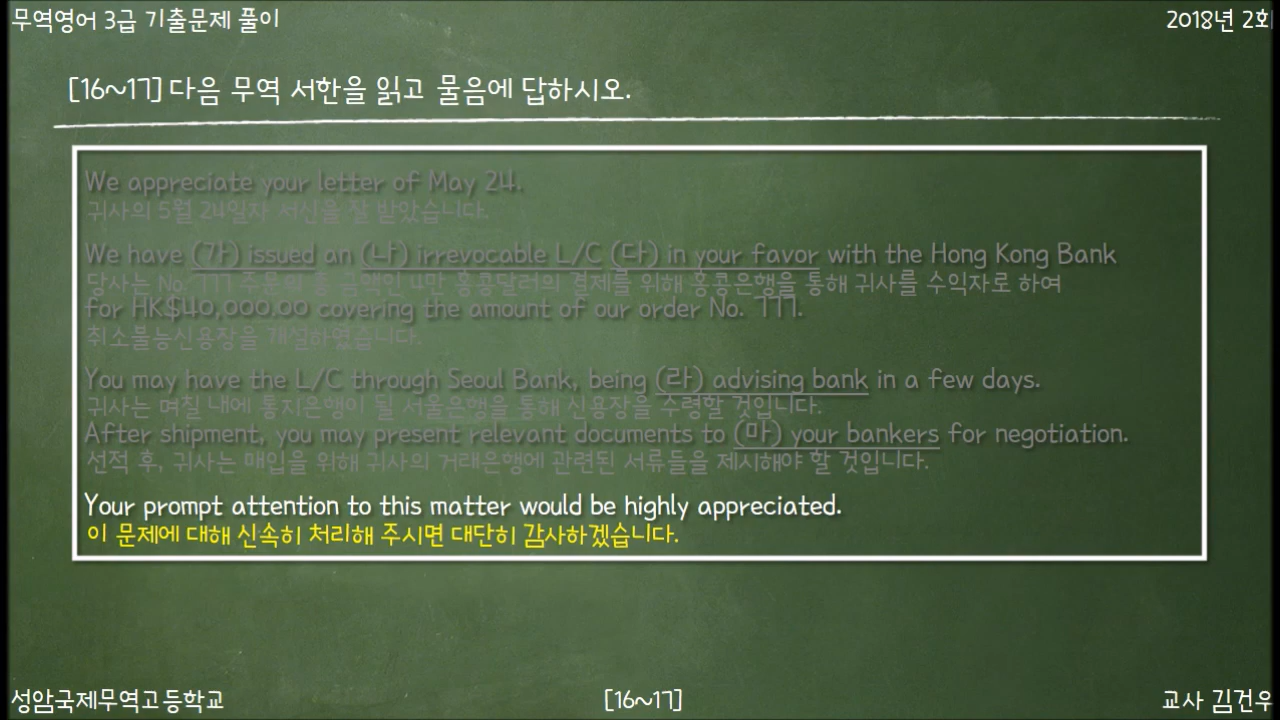 무역영어 3급 기출문제 풀이
2018년 2회
[16~17] 다음 무역 서한을 읽고 물음에 답하시오.
We appreciate your letter of May 24.
귀사의 5월 24일자 서신을 잘 받았습니다.
We have (가) issued an (나) irrevocable L/C (다) in your favor with the Hong Kong Bank
당사는 No. 777 주문의 총 금액인 4만 홍콩달러의 결제를 위해 홍콩은행을 통해 귀사를 수익자로 하여
for HK$40,000.00 covering the amount of our order No. 777.
취소불능신용장을 개설하였습니다.
You may have the L/C through Seoul Bank, being (라) advising bank in a few days.
귀사는 며칠 내에 통지은행이 될 서울은행을 통해 신용장을 수령할 것입니다.
After shipment, you may present relevant documents to (마) your bankers for negotiation.
선적 후, 귀사는 매입을 위해 귀사의 거래은행에 관련된 서류들을 제시해야 할 것입니다.
Your prompt attention to this matter would be highly appreciated.
이 문제에 대해 신속히 처리해 주시면 대단히 감사하겠습니다.
성암국제무역고등학교
[16~17]
교사 김건우